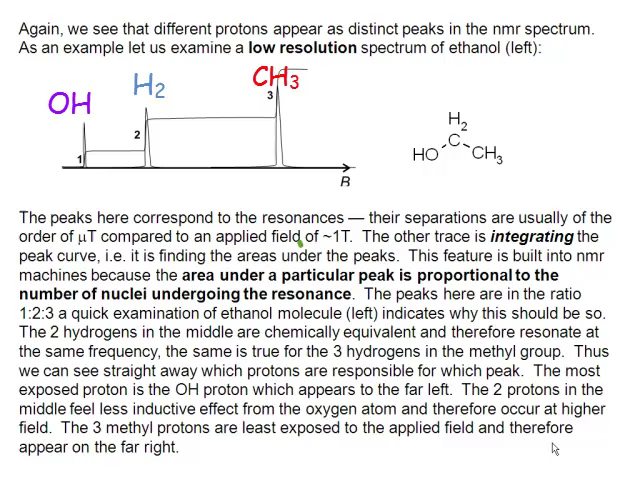 Again, we see that different protons appear as distinct peaks in the nmr spectrum.
As an example let us examine a low resolution spectrum of ethanol (left):
OH
H2
CH3
1
2
3
B
H2
C
HO
CH3
The peaks here correspond to the resonances — their separations are usually of the
order of μT compared to an applied field of ~1T. The other trace is integrating the
peak curve, i.e. it is finding the areas under the peaks. This feature is built into nmr
machines because the area under a particular peak is proportional to the
number of nuclei undergoing the resonance. The peaks here are in the ratio
1:2:3 a quick examination of ethanol molecule (left) indicates why this should be so.
The 2 hydrogens in the middle are chemically equivalent and therefore resonate at
the same frequency, the same is true for the 3 hydrogens in the methyl group. Thus
we can see straight away which protons are responsible for which peak. The most
exposed proton is the OH proton which appears to the far left. The 2 protons in the
middle feel less inductive effect from the oxygen atom and therefore occur at higher
field. The 3 methyl protons are least exposed to the applied field and therefore
appear on the far right.